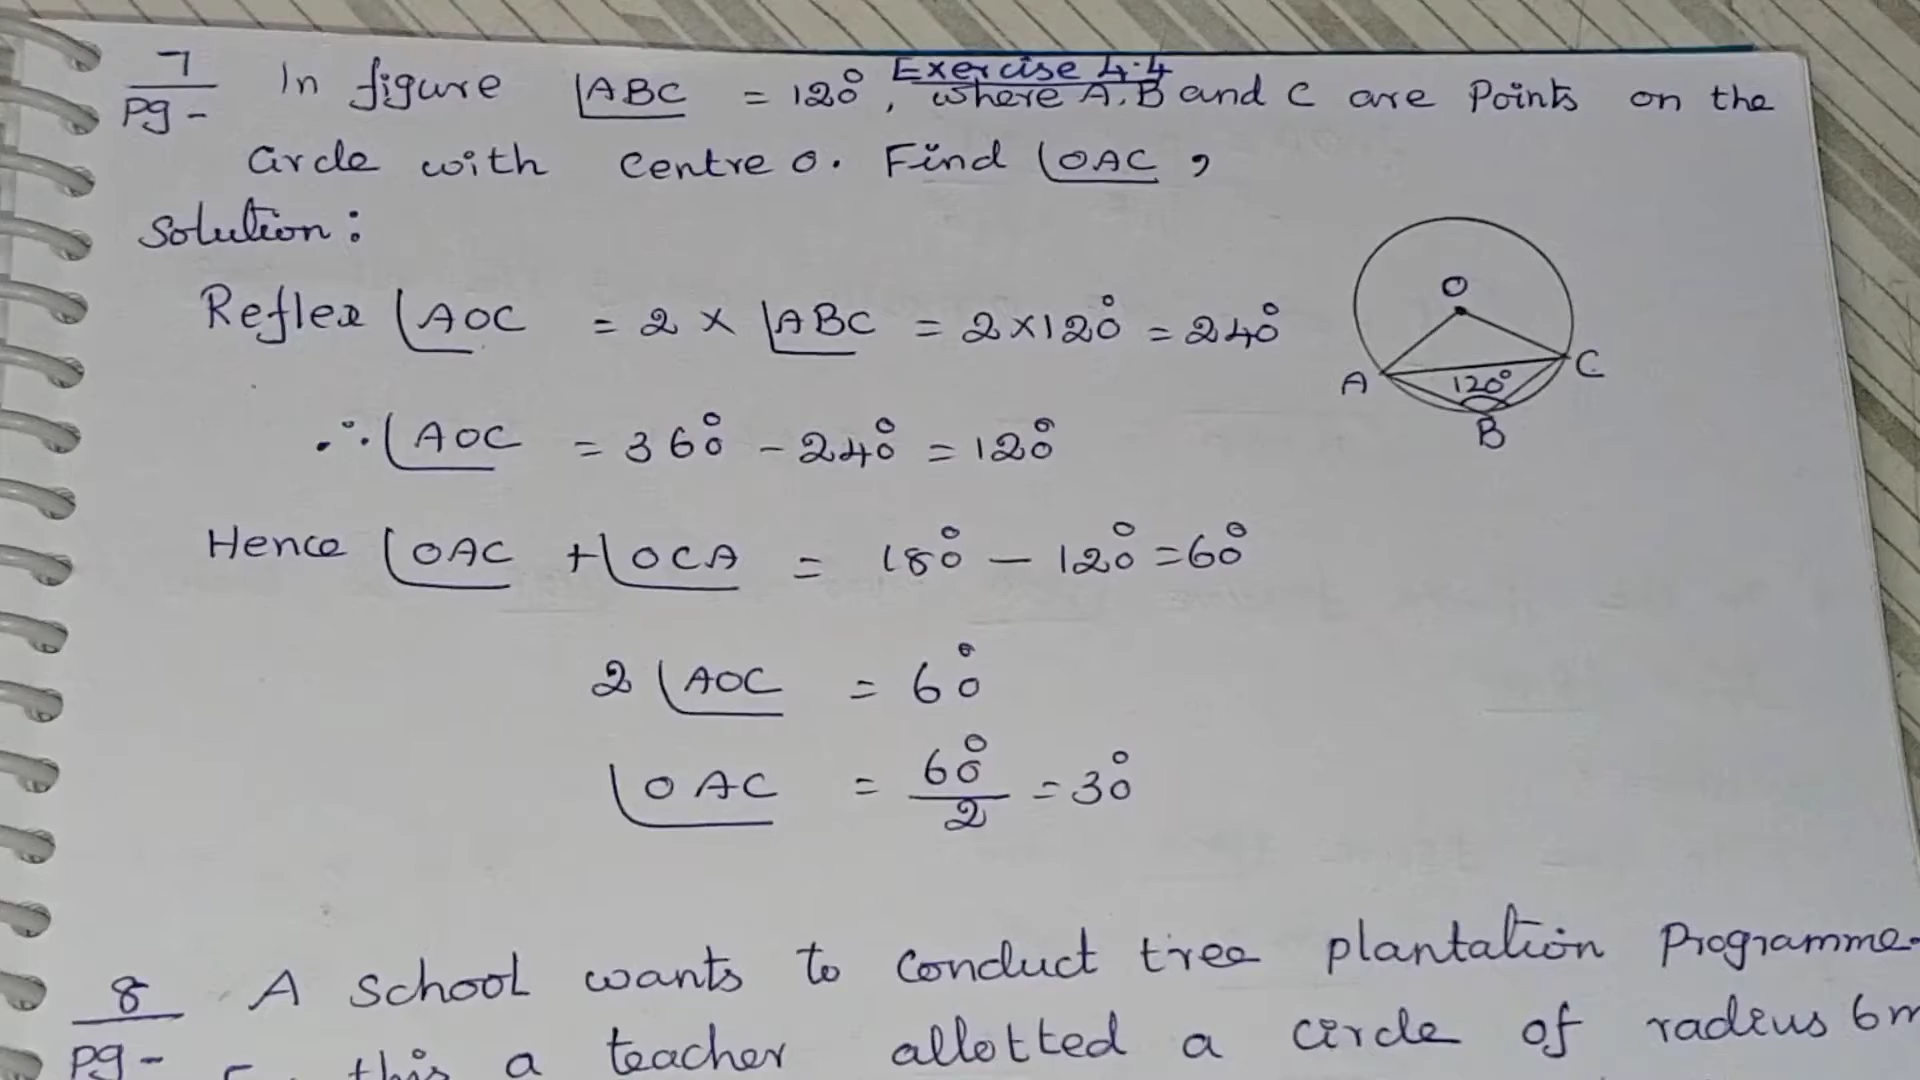 Exercise 4.4
7/Pg- In figure ∠ABC = 120°, where A, B and C are Points on the
circle with centre O. Find ∠OAC,
Solution:
Reflex ∠AOC = 2 × ∠ABC = 2×120° = 240°
∴ ∠AOC = 360° - 240° = 120°
Hence ∠OAC + ∠OCA = 180° - 120° = 60°
2 ∠AOC = 60°
∠OAC = 60°/2 = 30°
O
A
C
120°
B
8/Pg- A school wants to conduct tree plantation Programme.
this a teacher allotted a circle of radius 6m